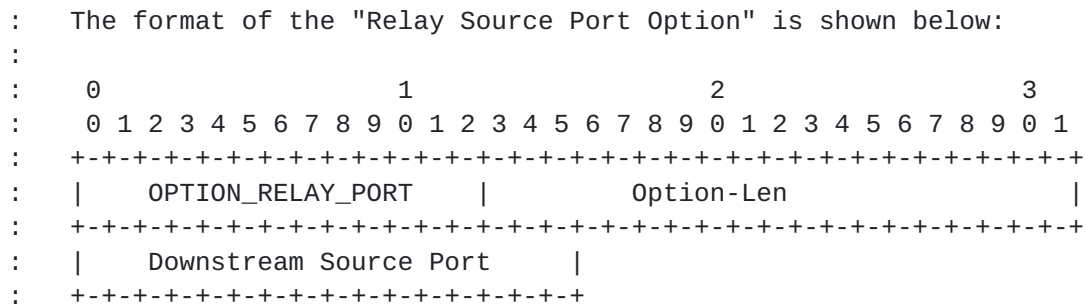 :    The format of the "Relay Source Port Option" is shown below:
:
:     0                   1                   2                   3
:     0 1 2 3 4 5 6 7 8 9 0 1 2 3 4 5 6 7 8 9 0 1 2 3 4 5 6 7 8 9 0 1
:    +-+-+-+-+-+-+-+-+-+-+-+-+-+-+-+-+-+-+-+-+-+-+-+-+-+-+-+-+-+-+-+-+
:    |    OPTION_RELAY_PORT    |         Option-Len                  |
:    +-+-+-+-+-+-+-+-+-+-+-+-+-+-+-+-+-+-+-+-+-+-+-+-+-+-+-+-+-+-+-+-+
:    |    Downstream Source Port     |
:    +-+-+-+-+-+-+-+-+-+-+-+-+-+-+-+-+